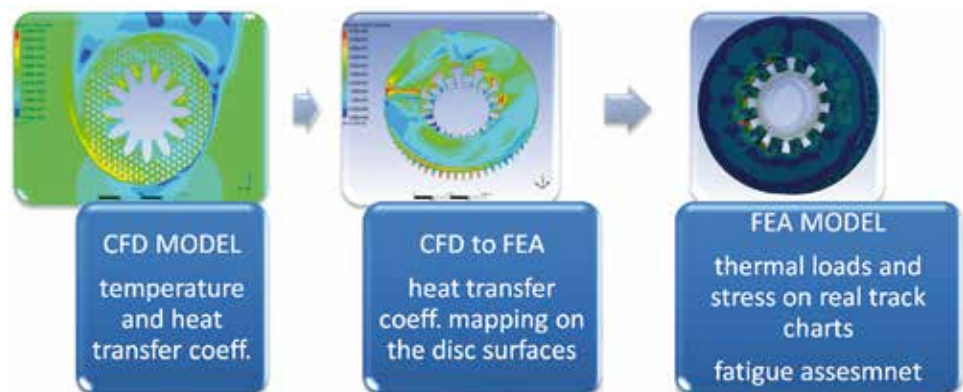 CFD MODEL
temperature
and heat
transfer coeff.
CFD to FEA
heat transfer
coeff. mapping on
the disc surfaces
FEA MODEL
thermal loads and
stress on real track
charts
fatigue assesmnet